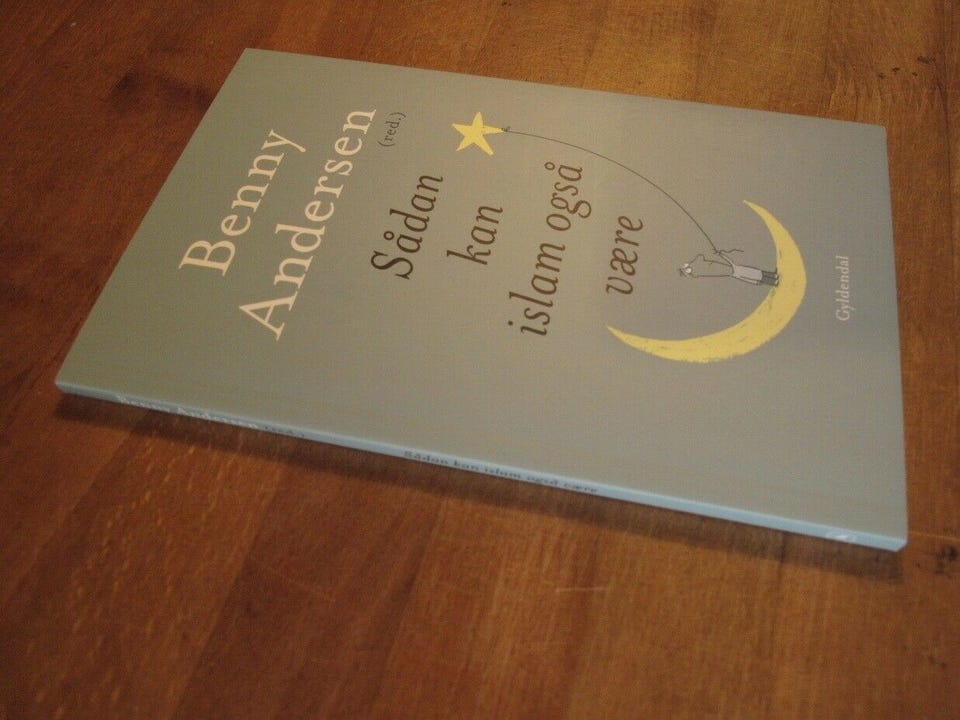 Benny
Andersen
(red.)
Sådan
kan
islam også
være
Gyldendal
Benny Andersen (red.)
Sådan kan islam også være